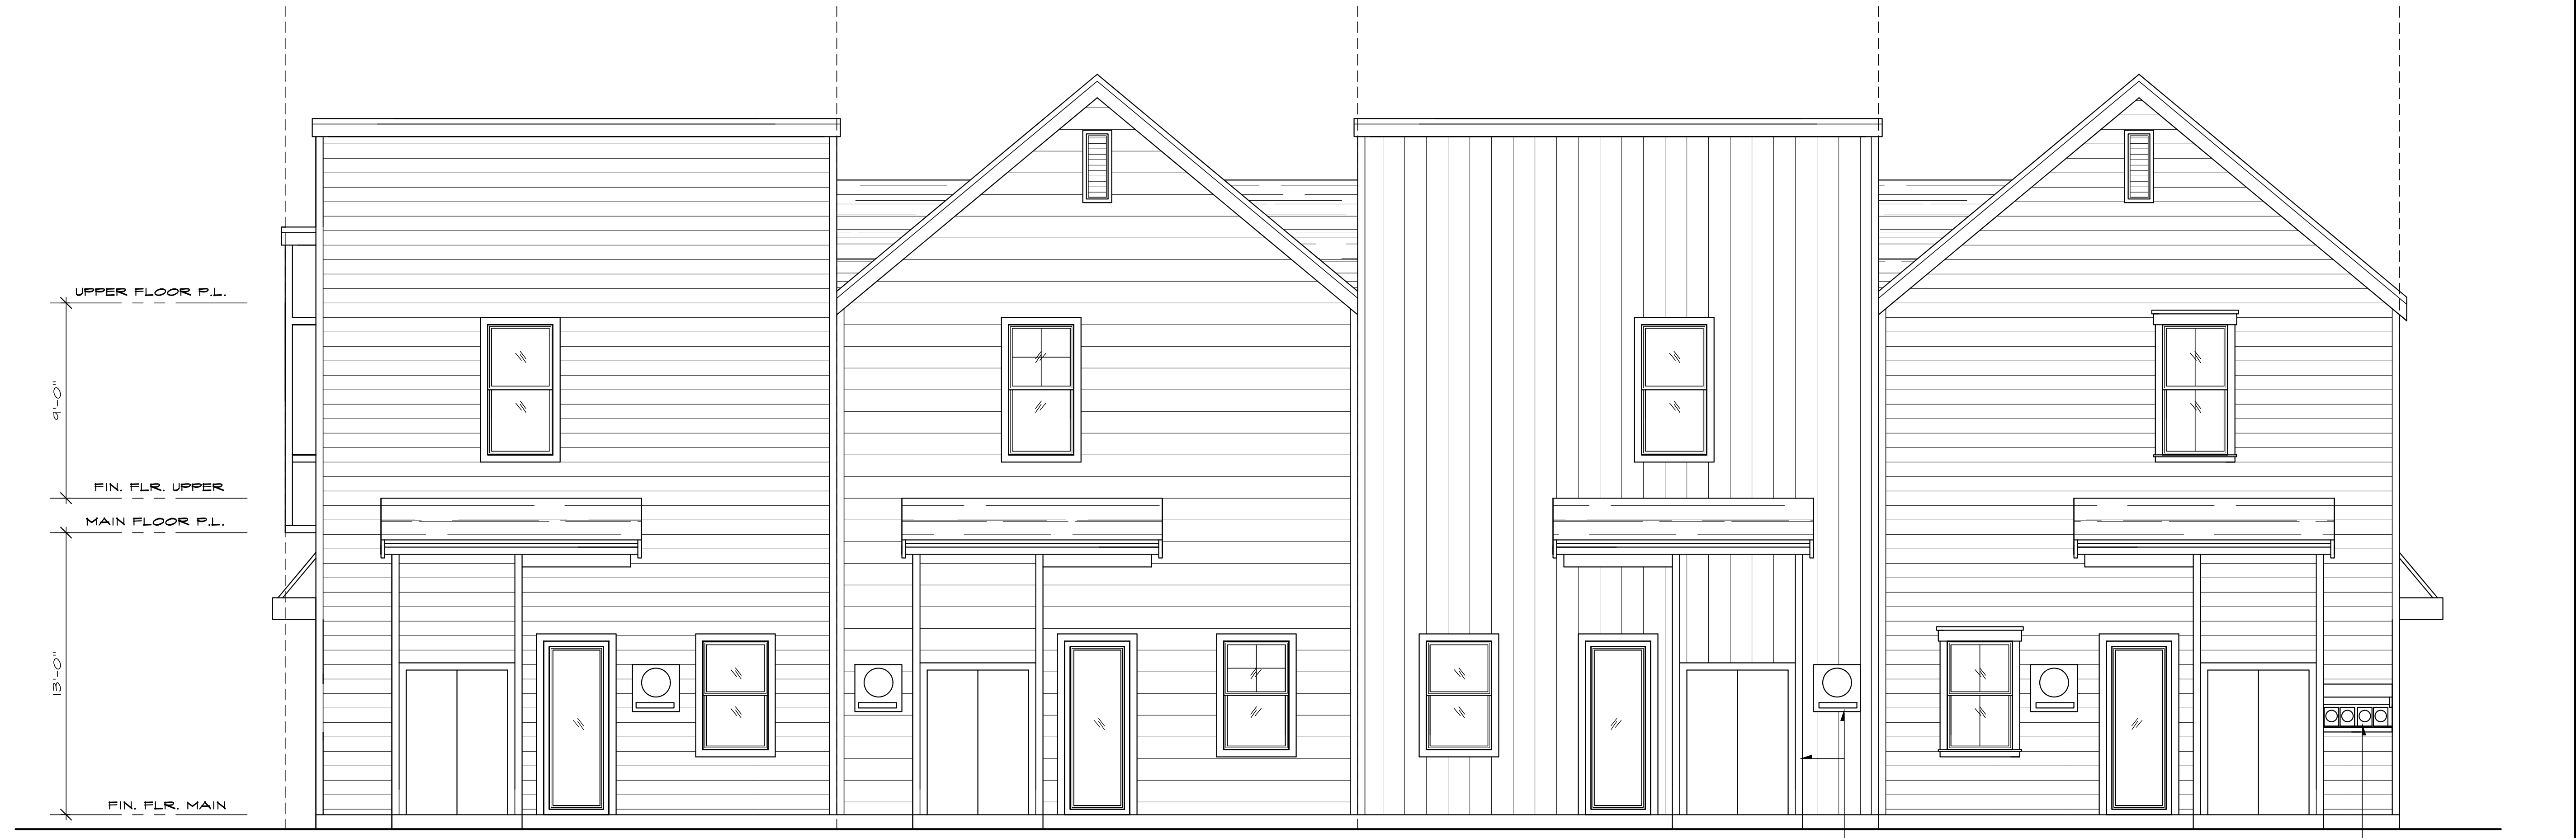 UPPER FLOOR P.L.
9'-0"
FIN. FLR. UPPER
MAIN FLOOR P.L.
13'-0"
FIN. FLR. MAIN